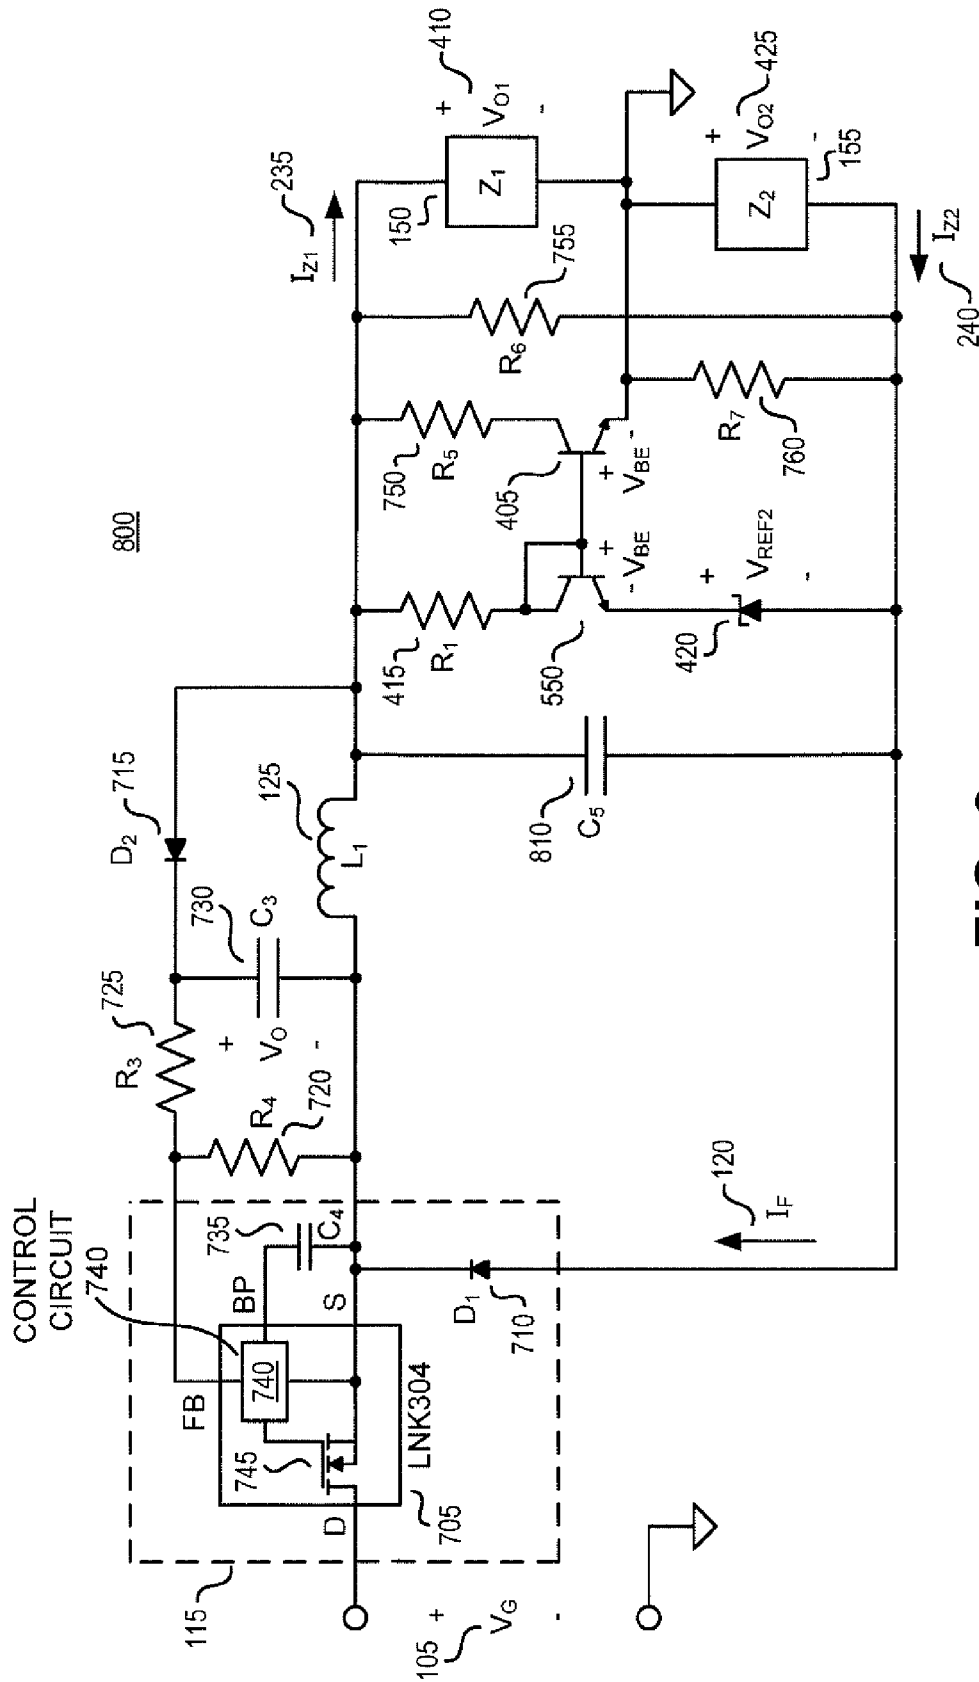 800
CONTROL
CIRCUIT
740
115
FB
BP
735
C4
R4
720
R3
725
730
C3
+
VO
-
D2
715
125
L1
IZ1
235
410
+
VO1
-
150
Z1
745
740
D
S
LNK304
705
D1
710
IF
120
105
+
VG
-
810
C5
415
R1
750
R5
R6
755
550
405
+
-VBE
+
VBE-
420
+
VREF2
-
R7
760
Z2
155
+
VO2
-
425
IZ2
240